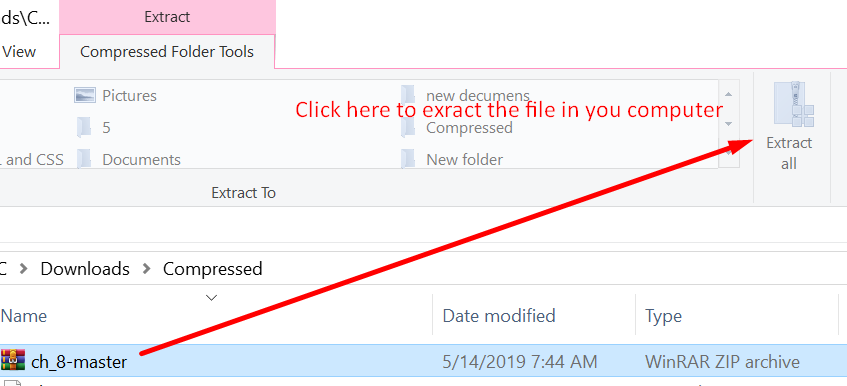 ds\C...
Extract
View
Compressed Folder Tools
Pictures
new decumens
Click here to exract the file in you computer
5
Compressed
L and CSS
Documents
New folder
Extract
all
Extract To
C > Downloads > Compressed
Name
Date modified
Type
ch_8-master
5/14/2019 7:44 AM
WinRAR ZIP archive